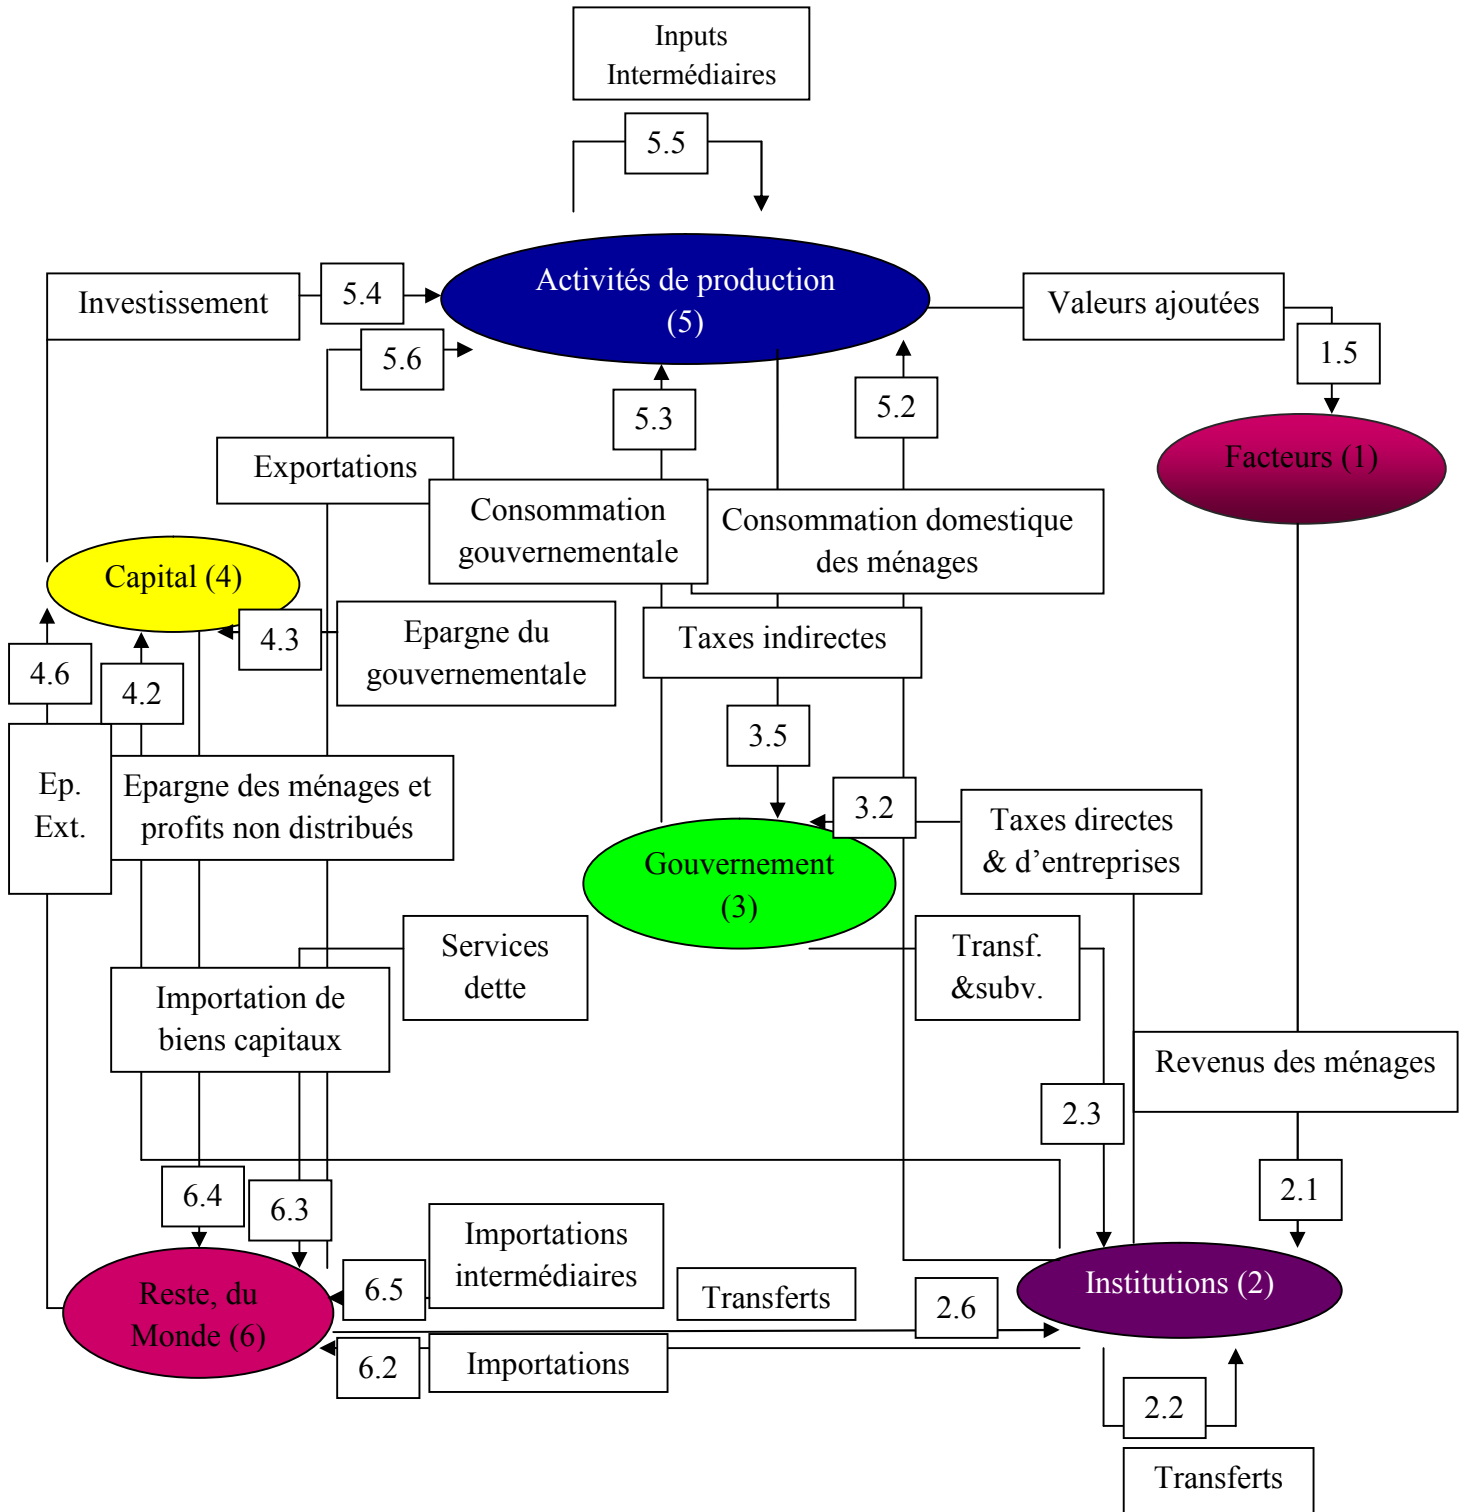 Inputs
Intermédiaires
5.5
Activités de production
(5)
Investissement
5.4
Valeurs ajoutées
5.6
1.5
5.3
5.2
Facteurs (1)
Exportations
Consommation
gouvernementale
Consommation domestique
des ménages
Capital (4)
4.3
Epargne du
gouvernementale
Taxes indirectes
4.6
4.2
3.5
Ep.
Ext.
Epargne des ménages et
profits non distribués
3.2
Taxes directes
& d’entreprises
Gouvernement
(3)
Services
dette
Transf.
&subv.
Importation de
biens capitaux
Revenus des ménages
2.3
6.4
6.3
2.1
Importations
intermédiaires
6.5
Transferts
2.6
Institutions (2)
Reste, du
Monde (6)
6.2
Importations
2.2
Transferts